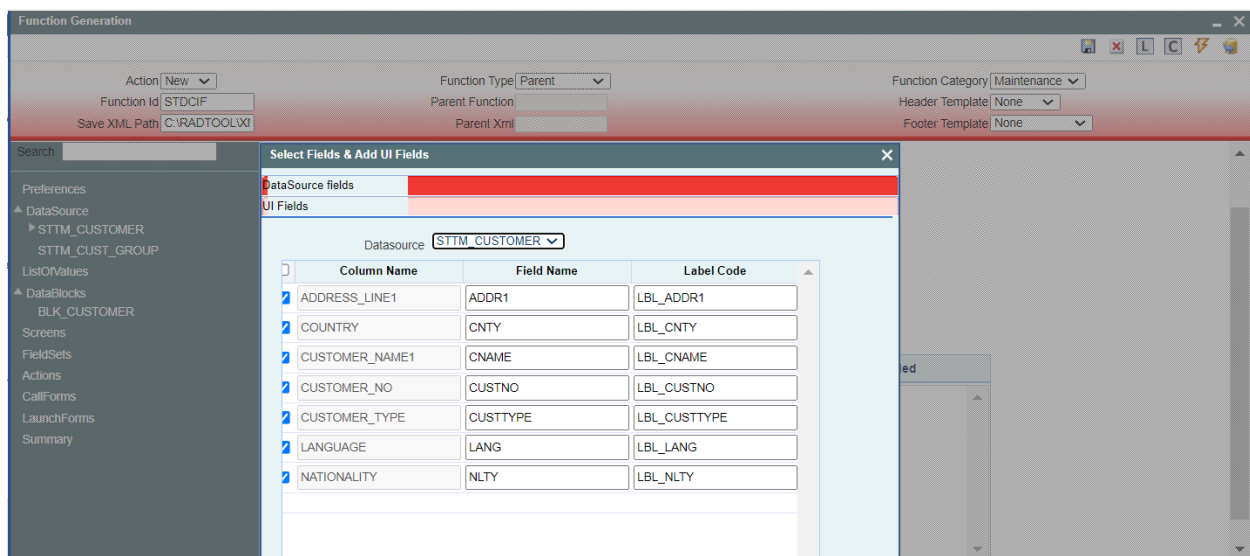 Function Generation
L C
Action New Function Type Parent Function Category Maintenance
Function Id STDCIF Parent Function Header Template None
Save XML Path C:\RADTOOL\XI Parent Xml Footer Template None
Search
Select Fields & Add UI Fields
DataSource fields
UI Fields
Preferences
DataSource
STTM_CUSTOMER
STTM_CUST_GROUP
ListOfValues
DataBlocks
BLK_CUSTOMER
Screens
FieldSets
Actions
CallForms
LaunchForms
Summary
Datasource STTM_CUSTOMER
Column Name Field Name Label Code
ADDRESS_LINE1 ADDR1 LBL_ADDR1
COUNTRY CNTY LBL_CNTY
CUSTOMER_NAME1 CNAME LBL_CNAME
CUSTOMER_NO CUSTNO LBL_CUSTNO
CUSTOMER_TYPE CUSTTYPE LBL_CUSTTYPE
LANGUAGE LANG LBL_LANG
NATIONALITY NLTY LBL_NLTY
led